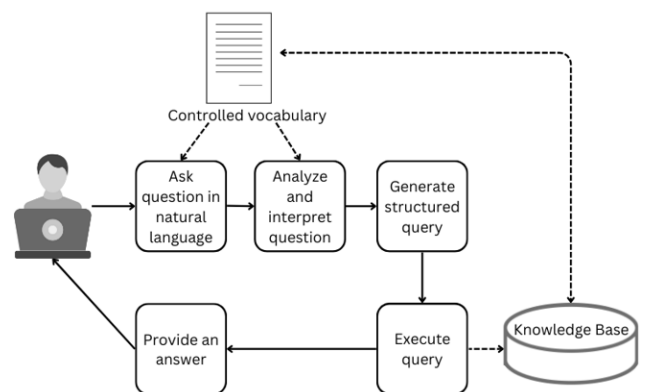 Controlled vocabulary
Ask
question in
natural
language
Analyze
and
interpret
question
Generate
structured
query
Provide an
answer
Execute
query
Knowledge Base